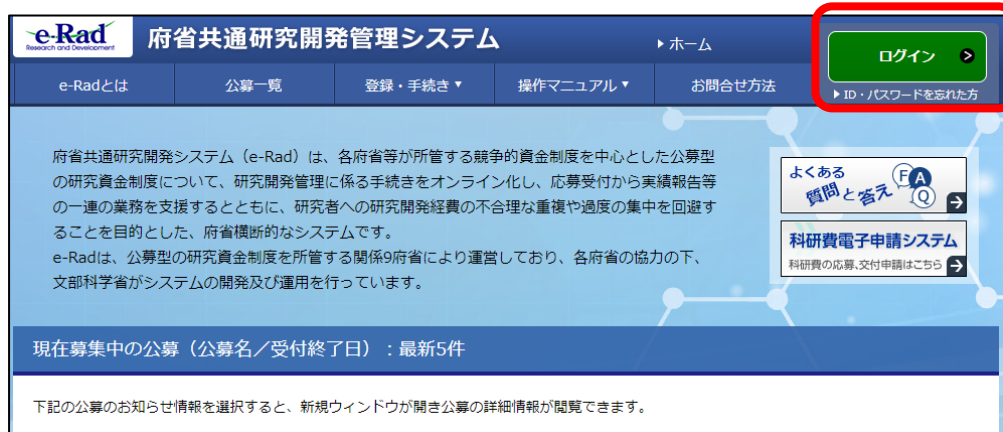 e-Rad
Research and Development
府省共通研究開発管理システム
ホーム
ログイン
ID・パスワードを忘れた方
e-Radとは
公募一覧
登録・手続き▼
操作マニュアル▼
お問合せ方法
府省共通研究開発システム（e-Rad）は、各府省等が所管する競争的資金制度を中心とした公募型
の研究資金制度について、研究開発管理に係る手続きをオンライン化し、応募受付から実績報告等
の一連の業務を支援するとともに、研究者への研究開発経費の不合理な重複や過度の集中を回避す
ることを目的とした、府省横断的なシステムです。
e-Radは、公募型の研究資金制度を所管する関係9府省により運営しており、各府省の協力の下、
文部科学省がシステムの開発及び運用を行っています。
よくある
質問と答え
FAQ
科研費電子申請システム
科研費の応募、交付申請はこちら
現在募集中の公募（公募名／受付終了日）：最新5件
下記の公募のお知らせ情報を選択すると、新規ウィンドウが開き公募の詳細情報が閲覧できます。